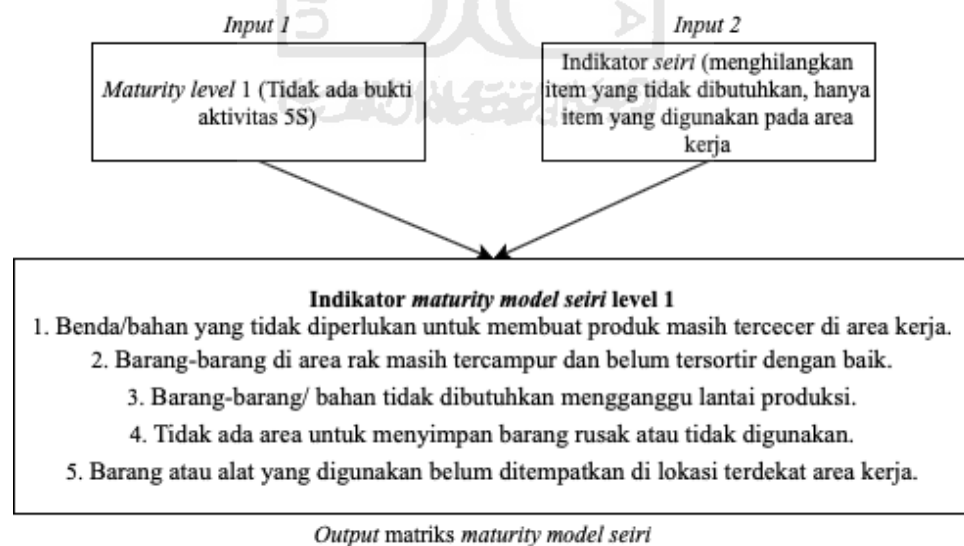 Input 1
Input 2
Maturity level 1 (Tidak ada bukti
aktivitas 5S)
Indikator seiri (menghilangkan
item yang tidak dibutuhkan, hanya
item yang digunakan pada area
kerja
Indikator maturity model seiri level 1
1. Benda/bahan yang tidak diperlukan untuk membuat produk masih tercecer di area kerja.
2. Barang-barang di area rak masih tercampur dan belum tersortir dengan baik.
3. Barang-barang/ bahan tidak dibutuhkan mengganggu lantai produksi.
4. Tidak ada area untuk menyimpan barang rusak atau tidak digunakan.
5. Barang atau alat yang digunakan belum ditempatkan di lokasi terdekat area kerja.
Output matriks maturity model seiri